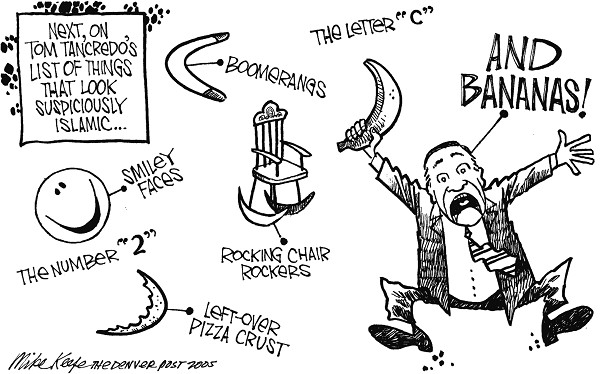 NEXT, ON
TOM TANCREDO'S
LIST OF THINGS
THAT LOOK
SUSPICIOUSLY
ISLAMIC...
BOOMERANGS
THE LETTER "C"
AND
BANANAS!
SMILEY
FACES
ROCKING CHAIR
ROCKERS
THE NUMBER "2"
LEFT-OVER
PIZZA CRUST
Mike Keefe THE DENVER POST 2005